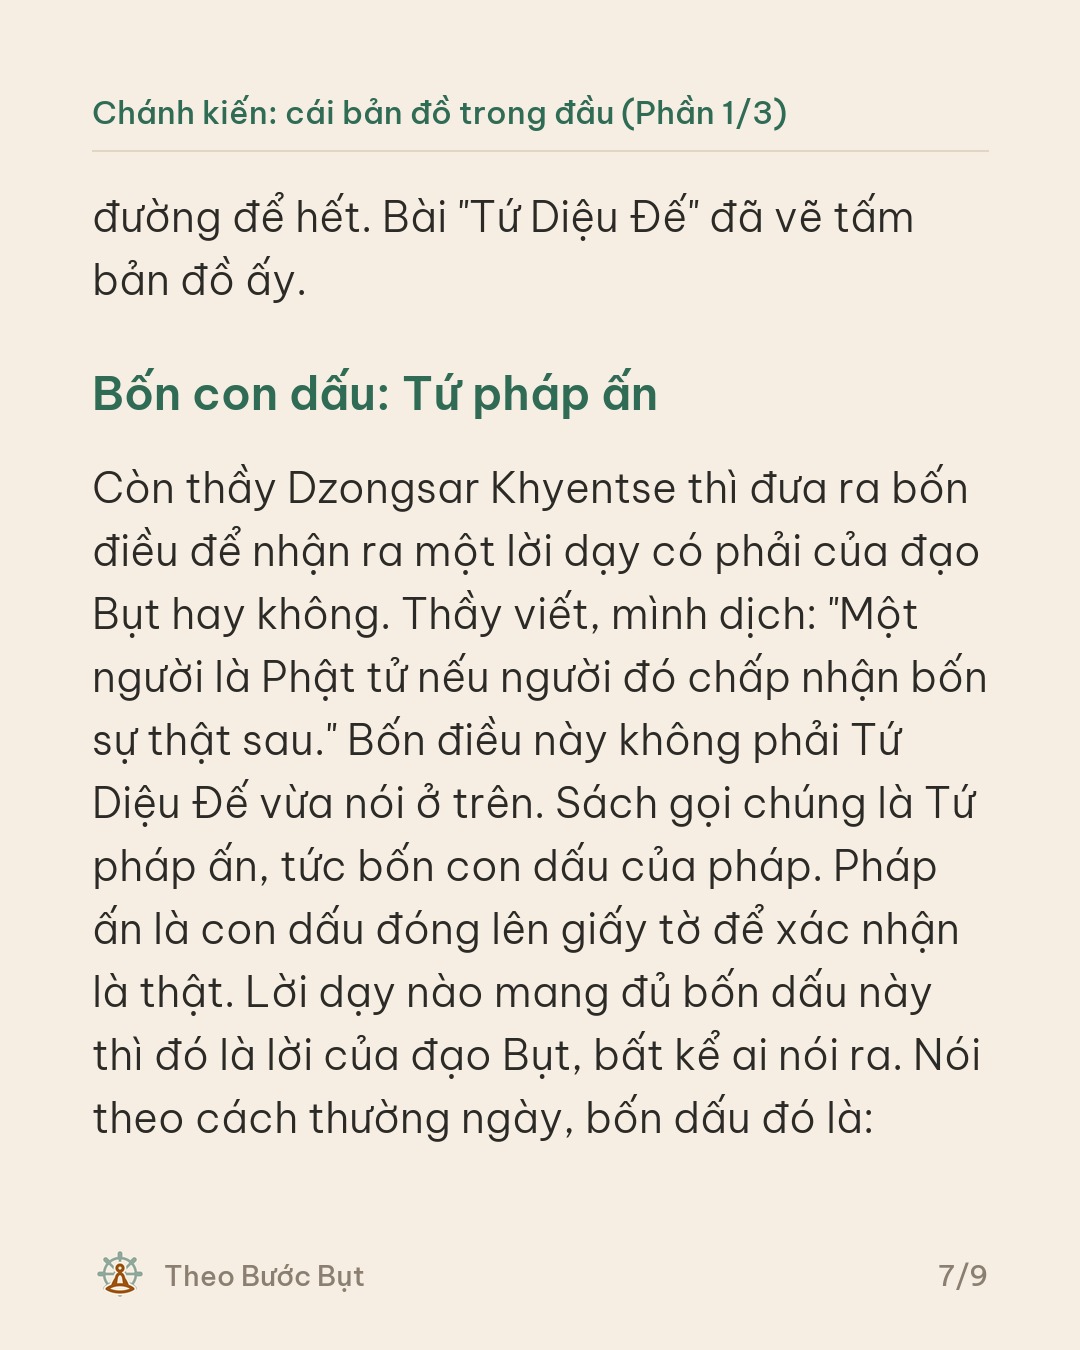 Chánh kiến: cái bản đồ trong đầu (Phần 1/3)
đường để hết. Bài "Tứ Diệu Đế" đã vẽ tấm
bản đồ ấy.
Bốn con dấu: Tứ pháp ấn
Còn thầy Dzongsar Khyentse thì đưa ra bốn
điều để nhận ra một lời dạy có phải của đạo
Bụt hay không. Thầy viết, mình dịch: "Một
người là Phật tử nếu người đó chấp nhận bốn
sự thật sau." Bốn điều này không phải Tứ
Diệu Đế vừa nói ở trên. Sách gọi chúng là Tứ
pháp ấn, tức bốn con dấu của pháp. Pháp
ấn là con dấu đóng lên giấy tờ để xác nhận
là thật. Lời dạy nào mang đủ bốn dấu này
thì đó là lời của đạo Bụt, bất kể ai nói ra. Nói
theo cách thường ngày, bốn dấu đó là:
Theo Bước Bụt
7/9